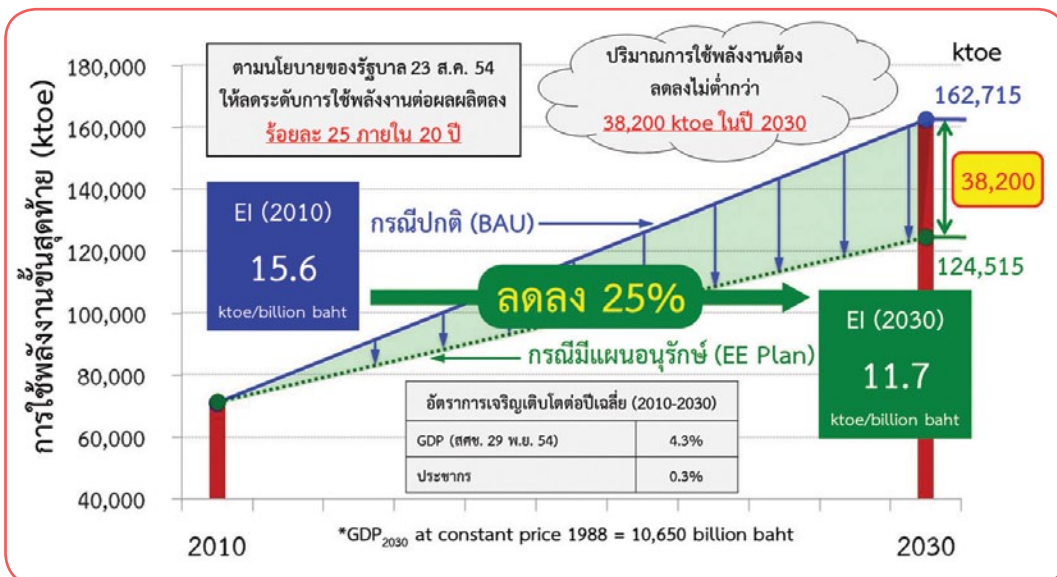 การใช้พลังงานขั้นสุดท้าย (ktoe)
180,000
160,000
140,000
120,000
100,000
80,000
60,000
40,000
ตามนโยบายของรัฐบาล 23 ส.ค. 54
ให้ลดระดับการใช้พลังงานต่อผลผลิตลง
ร้อยละ 25 ภายใน 20 ปี
ปริมาณการใช้พลังงานต้อง
ลดลงไม่ต่ำกว่า
38,200 ktoe ในปี 2030
ktoe
162,715
38,200
124,515
EI (2010)
15.6
ktoe/billion baht
กรณีปกติ (BAU)
ลดลง 25%
กรณีมีแผนอนุรักษ์ (EE Plan)
EI (2030)
11.7
ktoe/billion baht
อัตราการเจริญเติบโตต่อปีเฉลี่ย (2010-2030)
GDP (สศช. 29 พ.ย. 54) 4.3%
ประชากร 0.3%
*GDP2030 at constant price 1988 = 10,650 billion baht
2010
2030